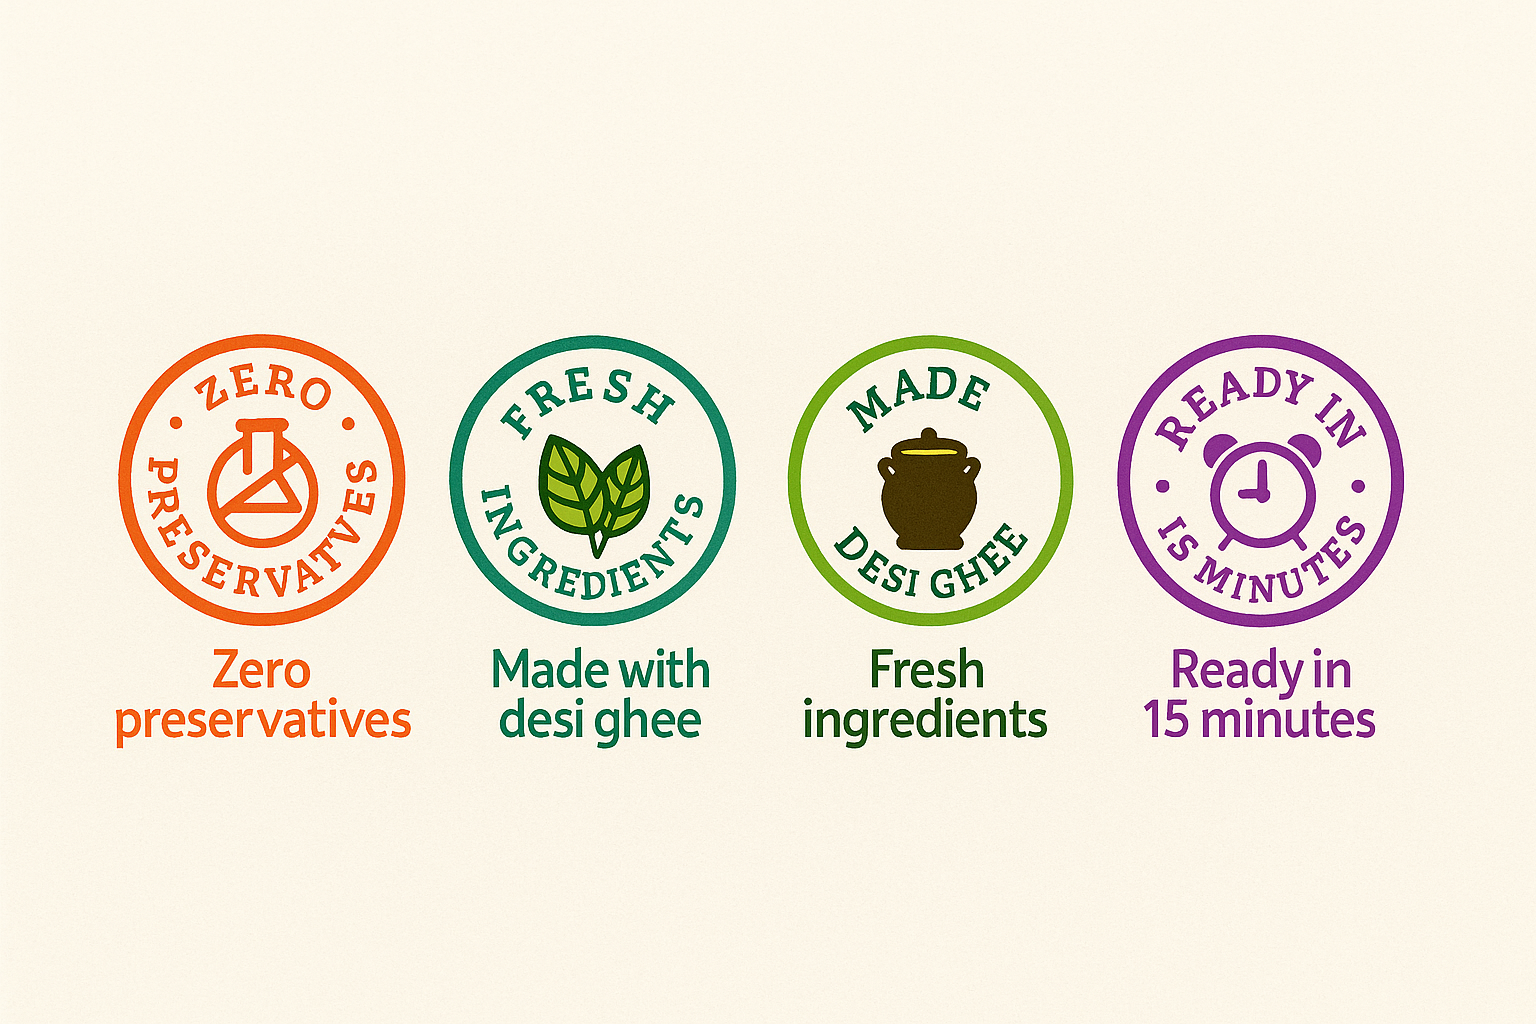 ZERO
PRESERVATVES
Zero
preservatives
FRESH
INGREDIENTS
Made with
desi ghee
MADE
DESI GHEE
Fresh
ingredients
READY IN
IS MINUTES
Ready in
15 minutes